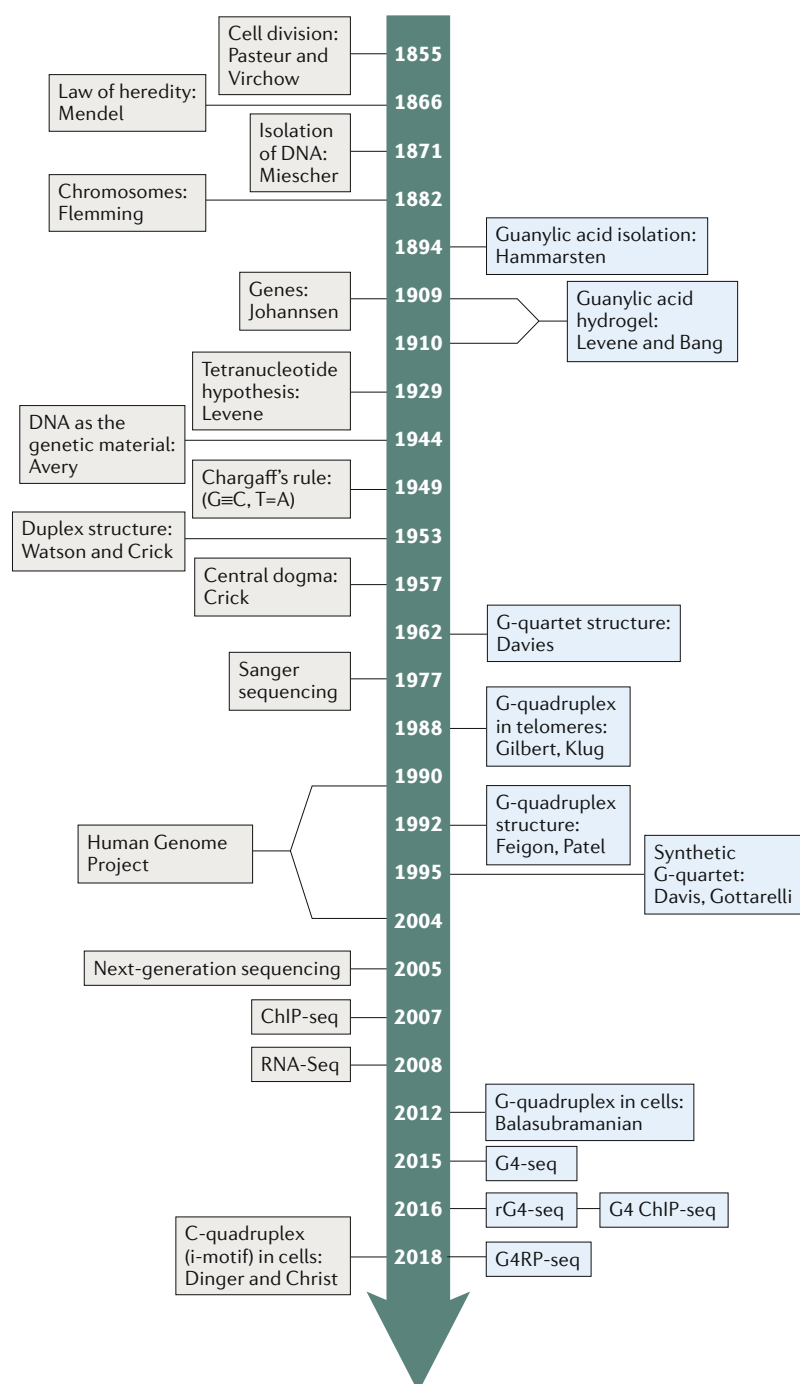 Cell division:
Pasteur and
Virchow
1855
Law of heredity:
Mendel
1866
Isolation
of DNA:
Miescher
1871
Chromosomes:
Flemming
1882
1894
Guanylic acid isolation:
Hammarsten
Genes:
Johannsen
1909
Guanylic acid
hydrogel:
Levene and Bang
1910
Tetranucleotide
hypothesis:
Levene
1929
DNA as the
genetic material:
Avery
1944
Chargaff's rule:
(G≡C, T=A)
1949
Duplex structure:
Watson and Crick
1953
Central dogma:
Crick
1957
1962
G-quartet structure:
Davies
Sanger
sequencing
1977
1988
G-quadruplex
in telomeres:
Gilbert, Klug
1990
Human Genome
Project
1992
G-quadruplex
structure:
Feigon, Patel
1995
Synthetic
G-quartet:
Davis, Gottarelli
2004
Next-generation sequencing
2005
ChIP-seq
2007
RNA-Seq
2008
2012
G-quadruplex in cells:
Balasubramanian
2015
G4-seq
2016
rG4-seq
G4 ChIP-seq
C-quadruplex
(i-motif) in cells:
Dinger and Christ
2018
G4RP-seq